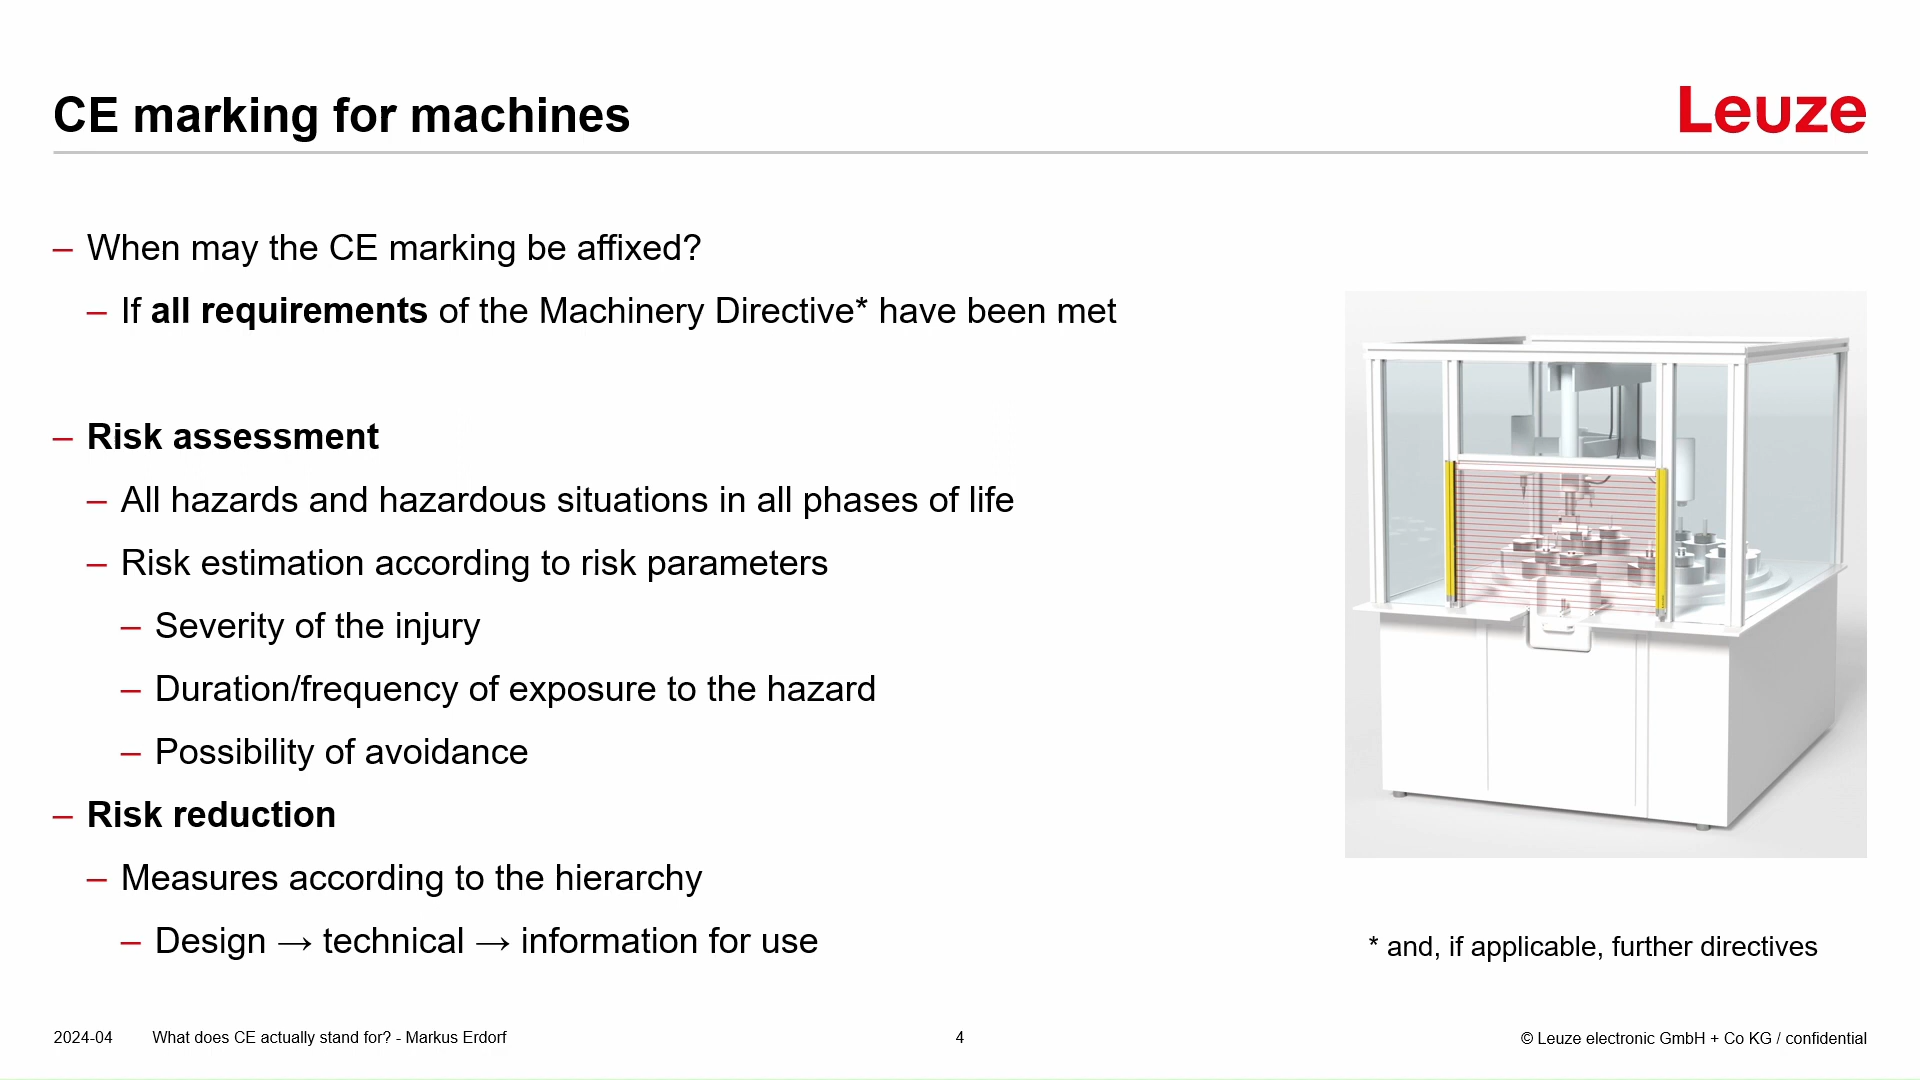 CE marking for machines
Leuze
– When may the CE marking be affixed?
– If all requirements of the Machinery Directive* have been met
– Risk assessment
– All hazards and hazardous situations in all phases of life
– Risk estimation according to risk parameters
– Severity of the injury
– Duration/frequency of exposure to the hazard
– Possibility of avoidance
– Risk reduction
– Measures according to the hierarchy
– Design → technical → information for use
* and, if applicable, further directives
2024-04 What does CE actually stand for? - Markus Erdorf 4 © Leuze electronic GmbH + Co KG / confidential